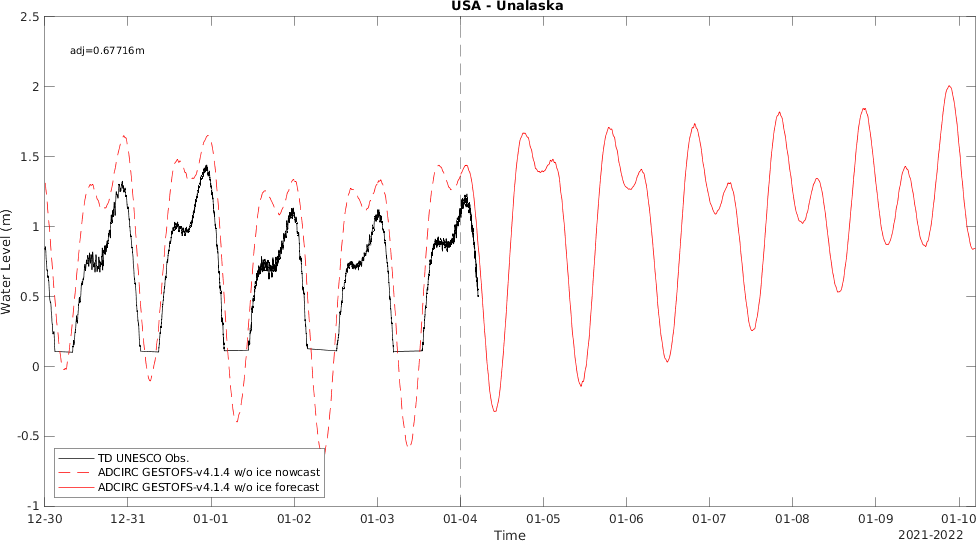 USA - Unalaska
adj=0.67716m
2.5
2
1.5
1
0.5
0
-0.5
-1
Water Level (m)
TD UNESCO Obs.
ADCIRC GESTOFS-v4.1.4 w/o ice nowcast
ADCIRC GESTOFS-v4.1.4 w/o ice forecast
12-30 12-31 01-01 01-02 01-03 01-04 01-05 01-06 01-07 01-08 01-09 01-10
Time
2021-2022